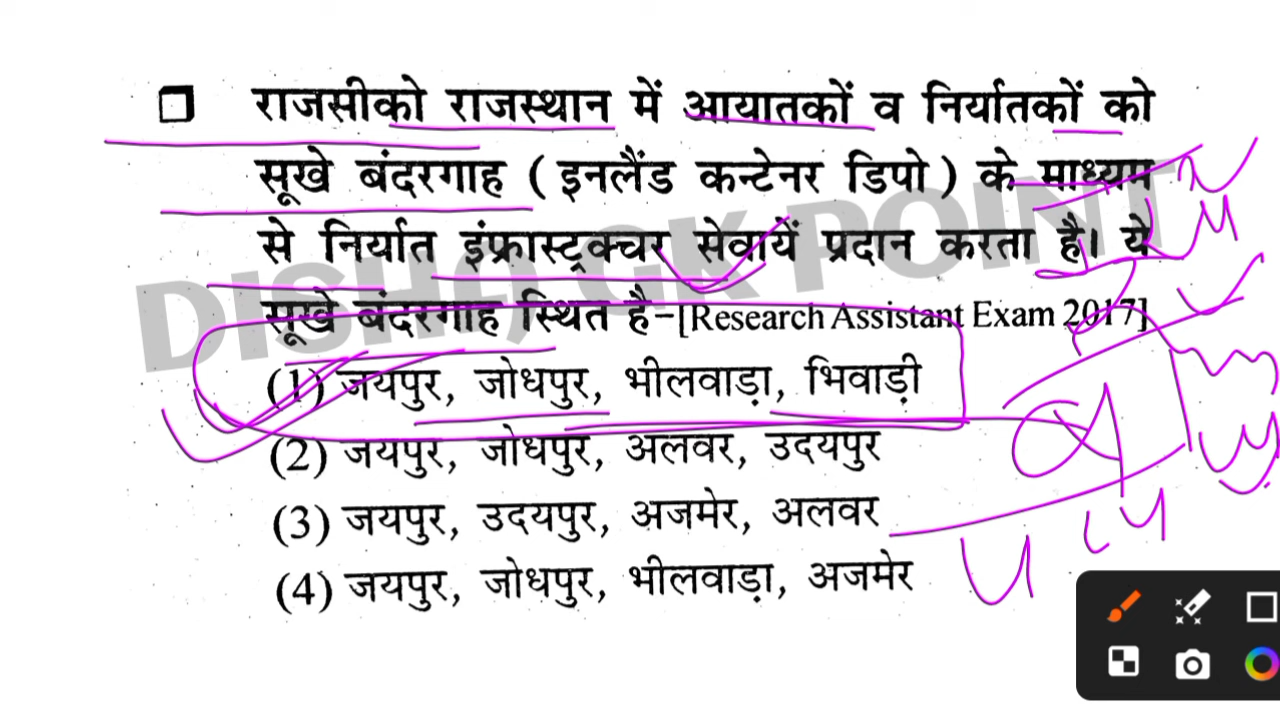 राजसीको राजस्थान में आयातकों व निर्यातकों को
सूखे बंदरगाह (इनलैंड कन्टेनर डिपो) के माध्यम
से निर्यात इंफ्रास्ट्रक्चर सेवायें प्रदान करता है। ये
सूखे बंदरगाह स्थित है-[Research Assistant Exam 2017]
(1) जयपुर, जोधपुर, भीलवाड़ा, भिवाड़ी
(2) जयपुर, जोधपुर, अलवर, उदयपुर
(3) जयपुर, उदयपुर, अजमेर, अलवर
(4) जयपुर, जोधपुर, भीलवाड़ा, अजमेर
GK POINT